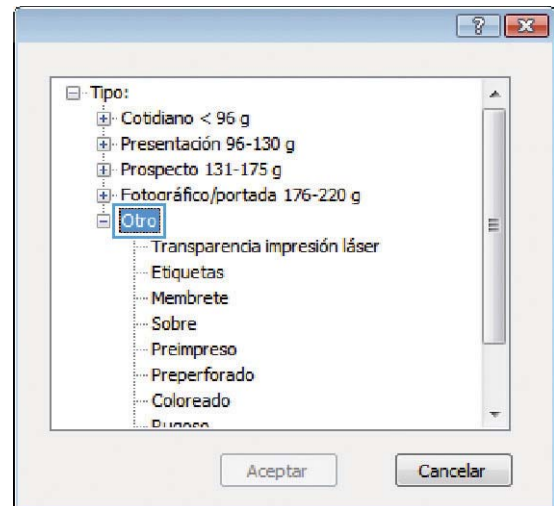 Tipo:
Cotidiano < 96 g
Presentación 96-130 g
Prospecto 131-175 g
Fotográfico/portada 176-220 g
Otro
Transparencia impresión láser
Etiquetas
Membrete
Sobre
Preimpreso
Preperforado
Coloreado
Rugoso
Aceptar
Cancelar